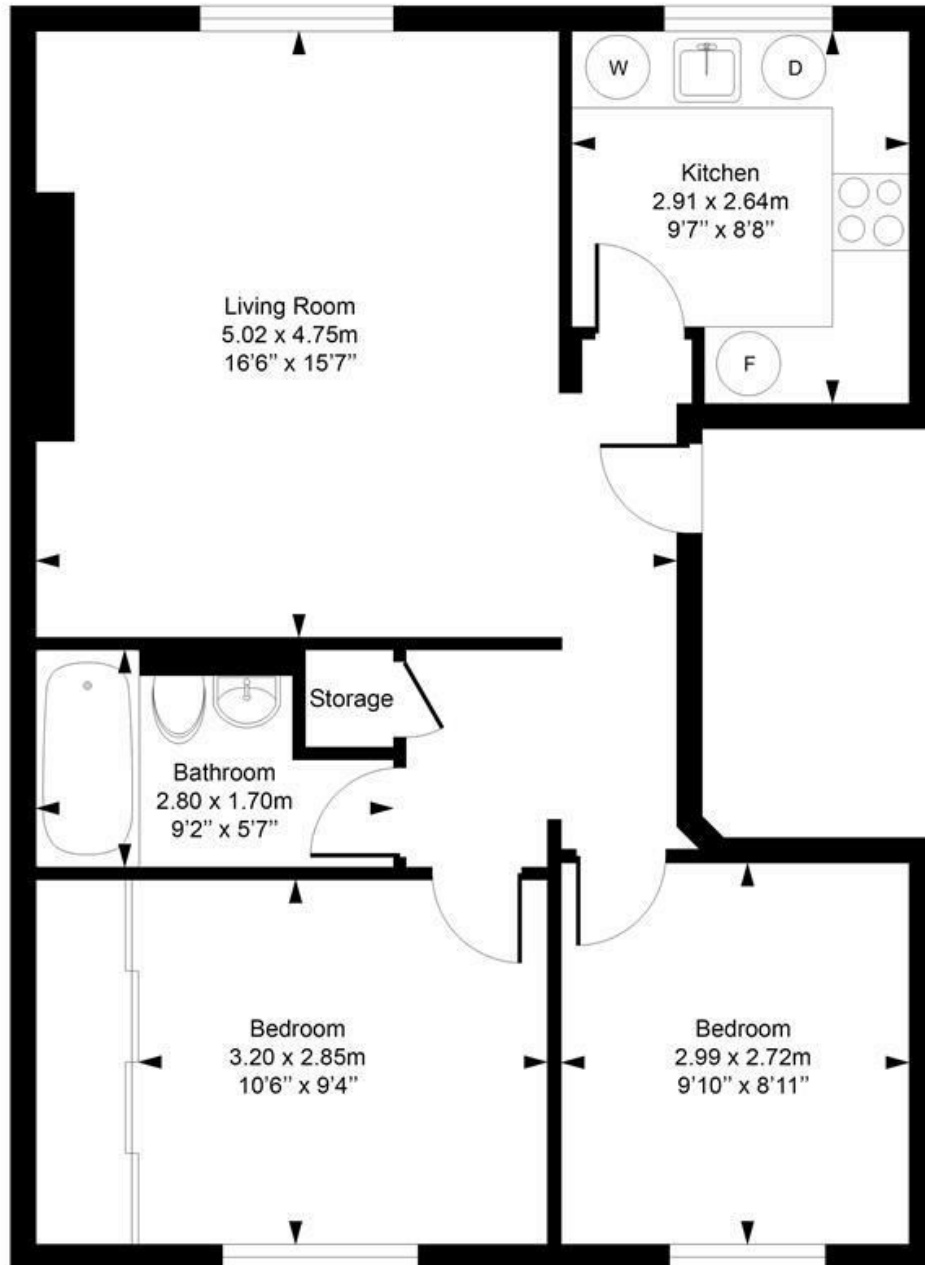 W
D
Kitchen
2.91 x 2.64m
9’7” x 8’8”
Living Room
5.02 x 4.75m
16’6” x 15’7”
F
Storage
Bathroom
2.80 x 1.70m
9’2” x 5’7”
Bedroom
3.20 x 2.85m
10’6” x 9’4”
Bedroom
2.99 x 2.72m
9’10” x 8’11”